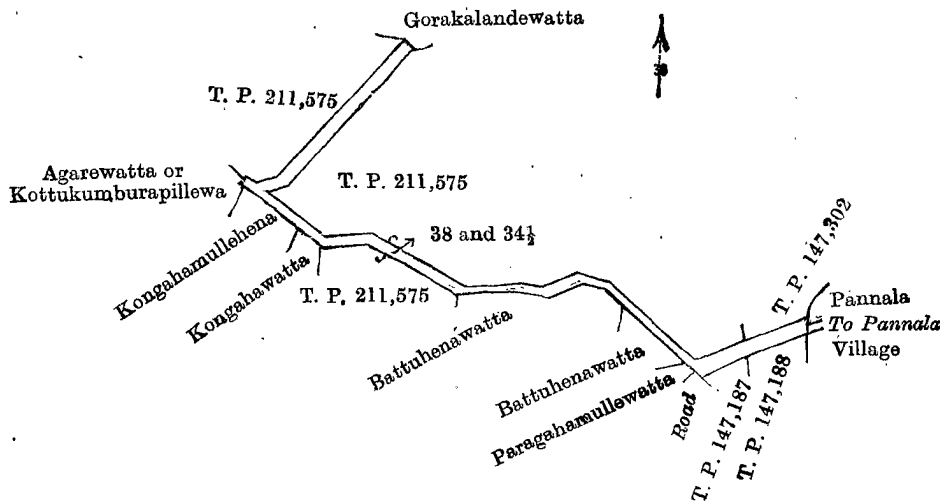 Gorakalandewatta
T. P. 211,575
Agarewatta or
Kottukumburapillewa
T. P. 211,575
Kongahamullehena
Kongahawatta
T. P. 211,575
38 and 34½
Battuhenawatta
Battuhenawatta
Paragahamullewatta
Road
T. P. 147,187
T. P. 147,188
T. P. 147,302
Pannala
To Pannala
Village